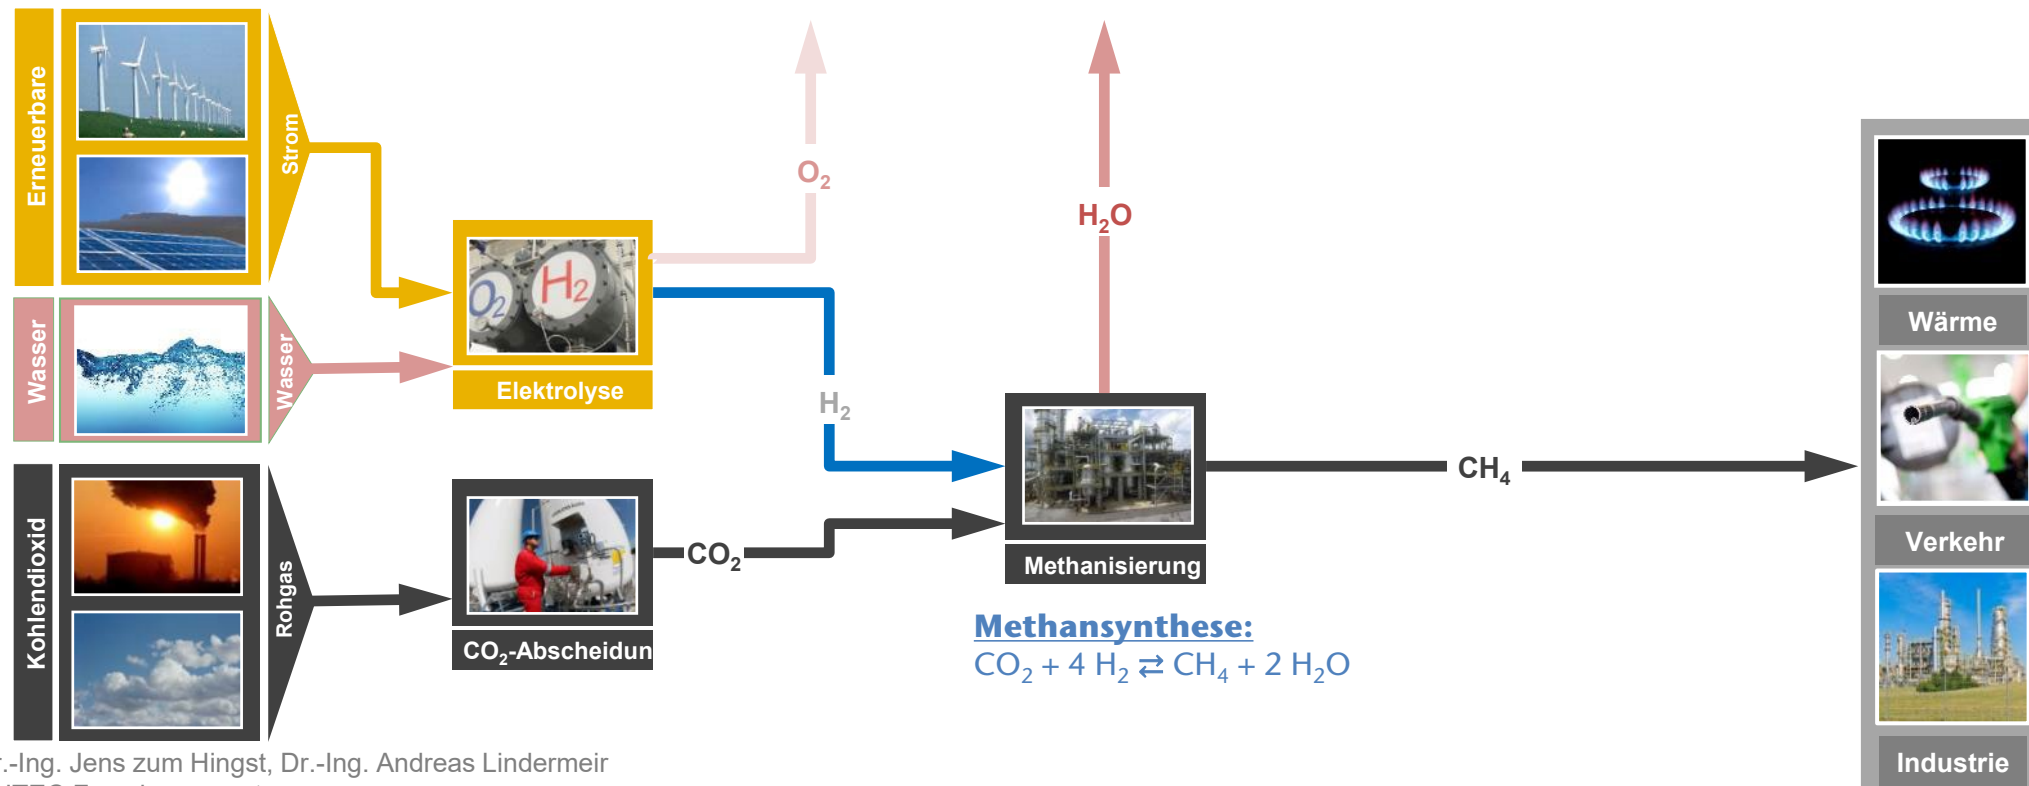 Erneuerbare
Strom
Wasser
Wasser
Kohlendioxid
Rohgas
O₂
H₂
Elektrolyse
O₂
H₂
CO₂-Abscheidun
CO₂
H₂O
Methanisierung
Methansynthese:
CO₂ + 4 H₂ ⇄ CH₄ + 2 H₂O
CH₄
Wärme
Verkehr
Industrie
.-Ing. Jens zum Hingst, Dr.-Ing. Andreas Lindermeir